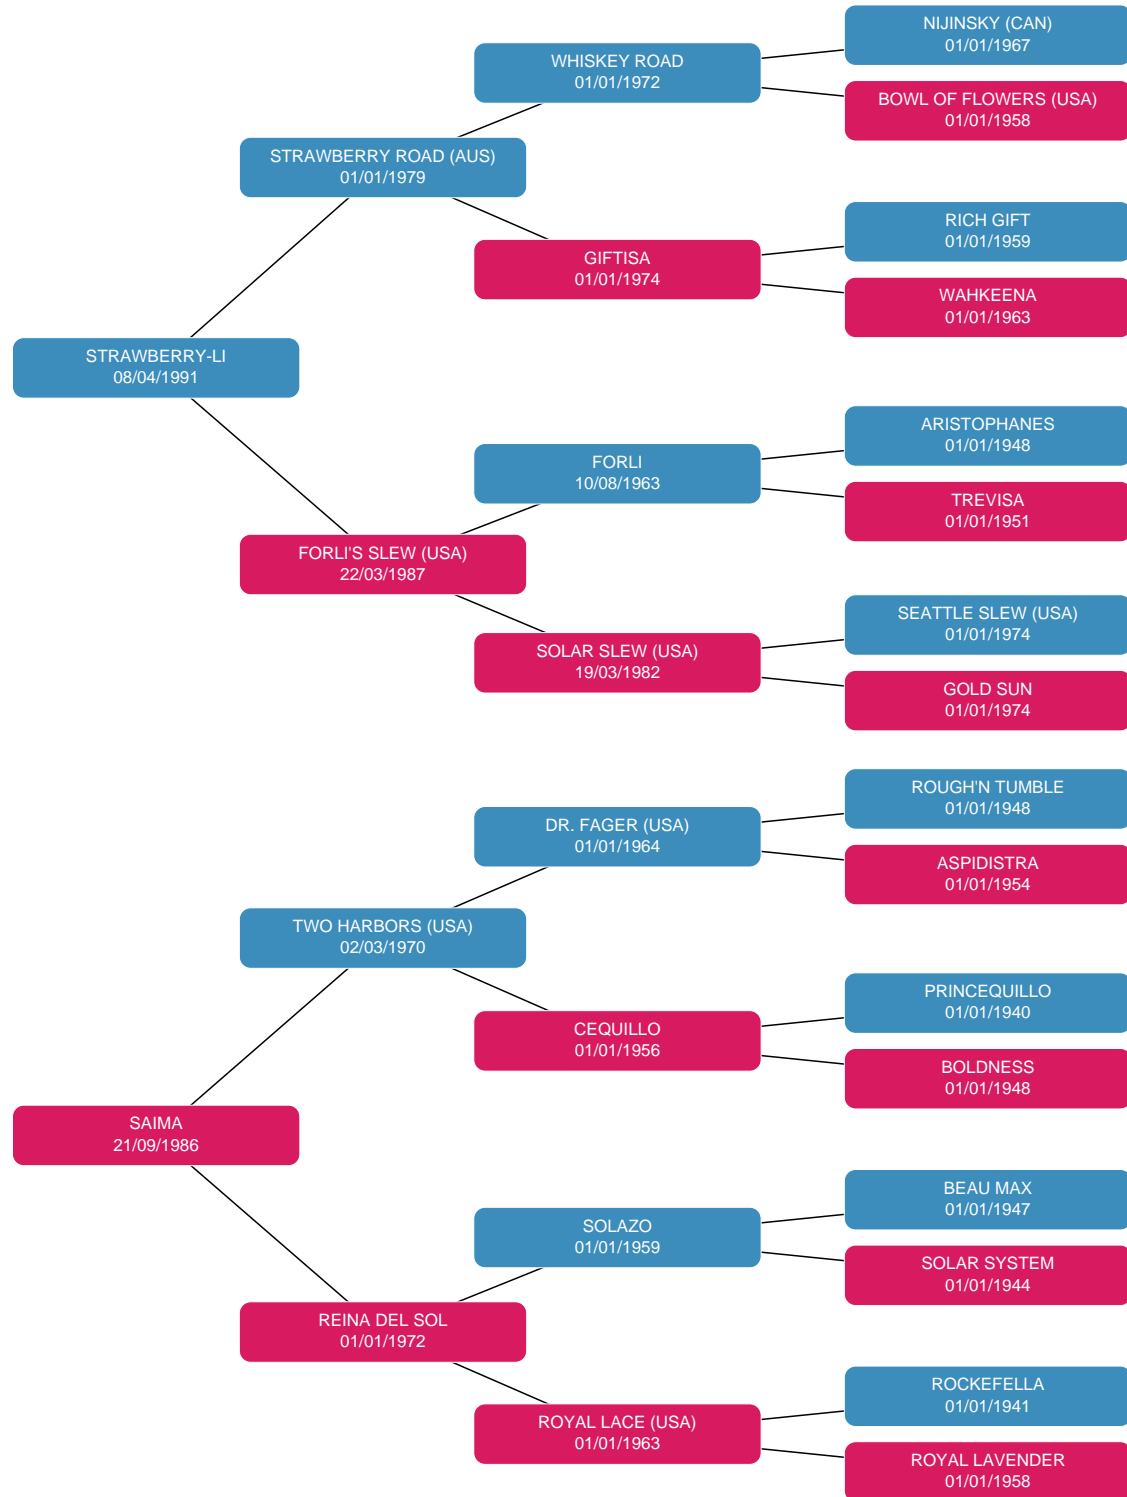 NIJINSKY (CAN)
01/01/1967
WHISKEY ROAD
01/01/1972
BOWL OF FLOWERS (USA)
01/01/1958
STRAWBERRY ROAD (AUS)
01/01/1979
RICH GIFT
01/01/1959
GIFTISA
01/01/1974
WAHKEENA
01/01/1963
STRAWBERRY-LI
08/04/1991
ARISTOPHANES
01/01/1948
FORLI
10/08/1963
TREVISA
01/01/1951
FORLI'S SLEW (USA)
22/03/1987
SEATTLE SLEW (USA)
01/01/1974
SOLAR SLEW (USA)
19/03/1982
GOLD SUN
01/01/1974
ROUGH'N TUMBLE
01/01/1948
DR. FAGER (USA)
01/01/1964
ASPIDISTRA
01/01/1954
TWO HARBORS (USA)
02/03/1970
PRINCEQUILLO
01/01/1940
CEQUILLO
01/01/1956
BOLDNESS
01/01/1948
SAIMA
21/09/1986
BEAU MAX
01/01/1947
SOLAZO
01/01/1959
SOLAR SYSTEM
01/01/1944
REINA DEL SOL
01/01/1972
ROCKEFELLA
01/01/1941
ROYAL LACE (USA)
01/01/1963
ROYAL LAVENDER
01/01/1958